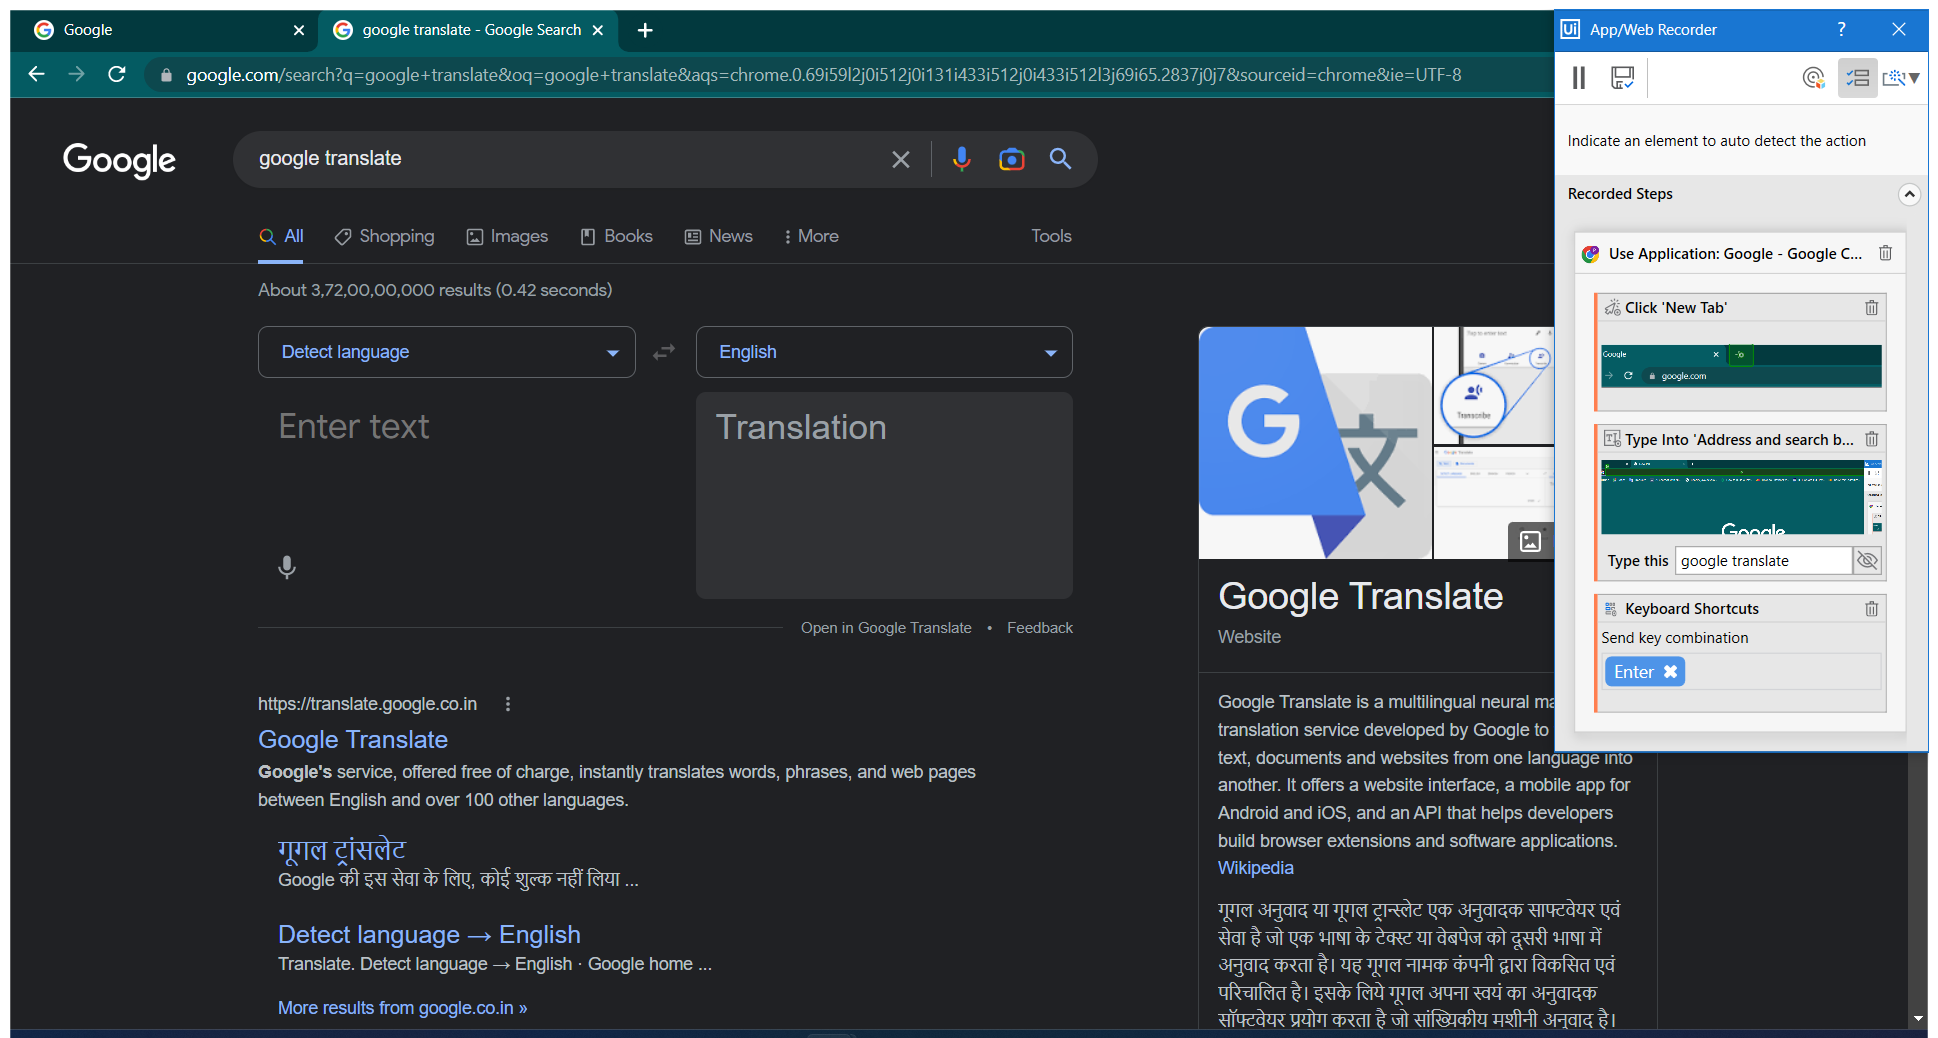 Google
google translate - Google Search
google.com/search?q=google+translate&oq=google+translate&aqs=chrome.0.69i59l2j0i512j0i131i433i512j0i433i512l3j69i65.2837j0j7&sourceid=chrome&ie=UTF-8
Google
google translate
All
Shopping
Images
Books
News
More
Tools
About 3,72,00,00,000 results (0.42 seconds)
Detect language
English
Enter text
Translation
Open in Google Translate • Feedback
https://translate.google.co.in
Google Translate
Google's service, offered free of charge, instantly translates words, phrases, and web pages
between English and over 100 other languages.
गूगल ट्रांसलेट
Google की इस सेवा के लिए, कोई शुल्क नहीं लिया ...
Detect language → English
Translate. Detect language → English · Google home ...
More results from google.co.in »
G
文
Transcribe
Google Translate
Website
Google Translate is a multilingual neural ma
translation service developed by Google to
text, documents and websites from one language into
another. It offers a website interface, a mobile app for
Android and iOS, and an API that helps developers
build browser extensions and software applications.
Wikipedia
गूगल अनुवाद या गूगल ट्रान्स्लेट एक अनुवादक साफ्टवेयर एवं
सेवा है जो एक भाषा के टेक्स्ट या वेबपेज को दूसरी भाषा में
अनुवाद करता है। यह गूगल नामक कंपनी द्वारा विकसित एवं
परिचालित है। इसके लिये गूगल अपना स्वयं का अनुवादक
सॉफ्टवेयर प्रयोग करता है जो सांख्यिकीय मशीनी अनुवाद है।
Ui App/Web Recorder ?
Indicate an element to auto detect the action
Recorded Steps
Use Application: Google - Google C...
Click 'New Tab'
Google
google.com
Type Into 'Address and search b...
Google
Type this google translate
Keyboard Shortcuts
Send key combination
Enter